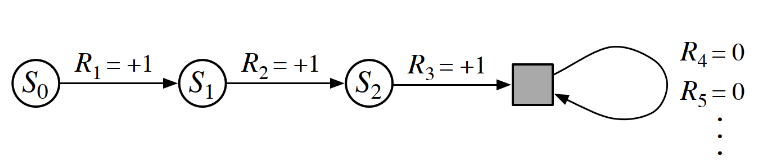 S₀ R₁ = +1 S₁ R₂ = +1 S₂ R₃ = +1 R₄ = 0
R₅ = 0
⋮